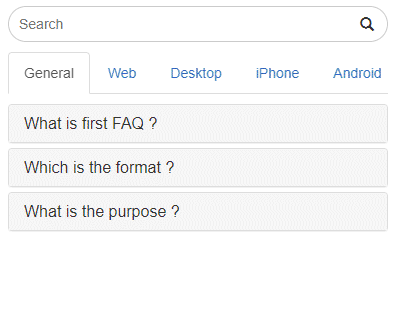 Search
General Web Desktop iPhone Android
What is first FAQ ?
Which is the format ?
What is the purpose ?